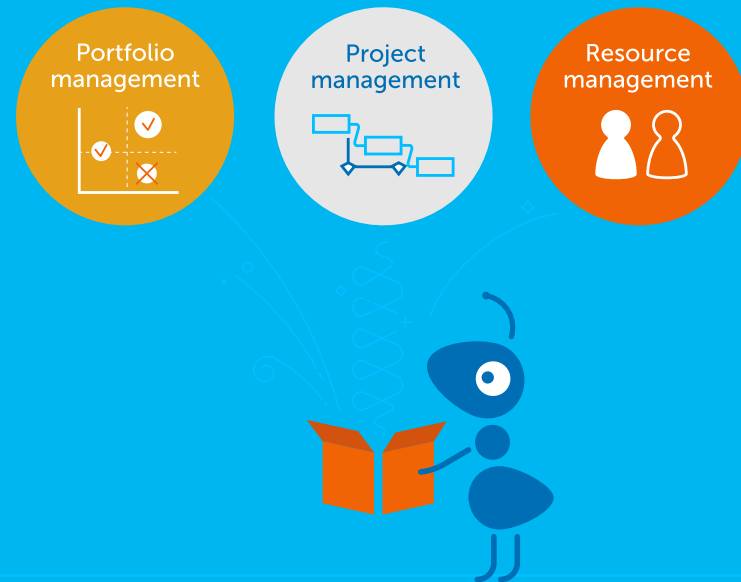 Portfolio
management
Project
management
Resource
management